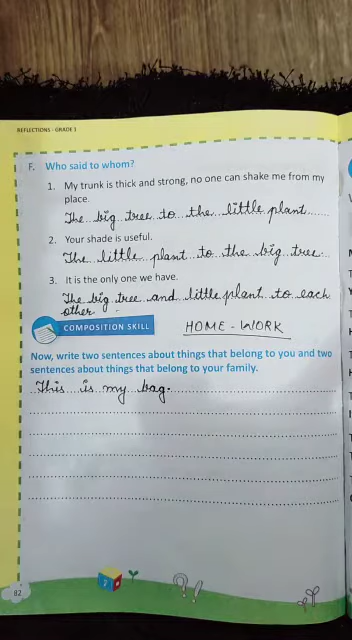 REFLECTIONS - GRADE 3
F. Who said to whom?
1. My trunk is thick and strong, no one can shake me from my
place.
The big tree to the little plant
2. Your shade is useful.
The little plant to the big tree
3. It is the only one we have.
The big tree and little plant to each
other.
COMPOSITION SKILL
HOME - WORK
Now, write two sentences about things that belong to you and two
sentences about things that belong to your family.
This is my bag.
82